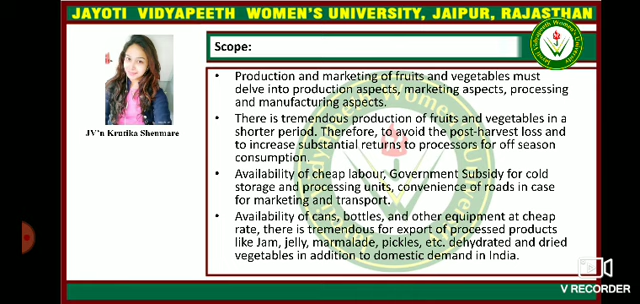 JAYOTI VIDYAPEETH WOMEN'S UNIVERSITY, JAIPUR, RAJASTHAN
Scope:
JV'n Krutika Shenmare
• Production and marketing of fruits and vegetables must
delve into production aspects, marketing aspects, processing
and manufacturing aspects.
• There is tremendous production of fruits and vegetables in a
shorter period. Therefore, to avoid the post-harvest loss and
to increase substantial returns to processors for off season
consumption.
• Availability of cheap labour, Government Subsidy for cold
storage and processing units, convenience of roads in case
for marketing and transport.
• Availability of cans, bottles, and other equipment at cheap
rate, there is tremendous for export of processed products
like Jam, jelly, marmalade, pickles, etc. dehydrated and dried
vegetables in addition to domestic demand in India.
V RECORDER